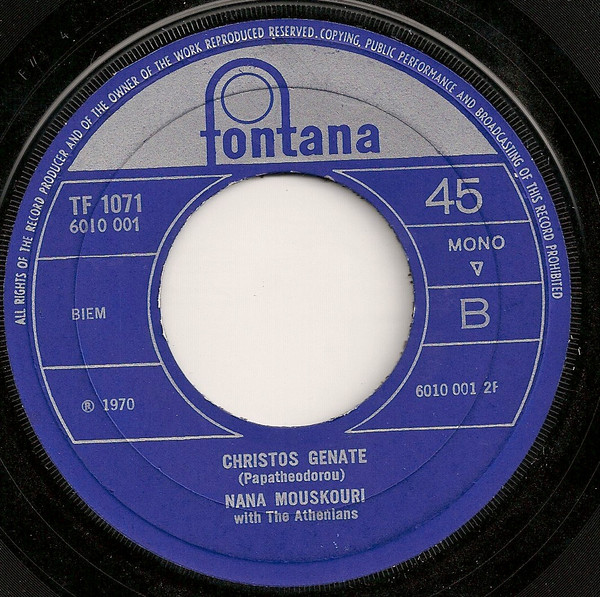 ALL RIGHTS OF THE RECORD PRODUCER AND OF THE OWNER OF THE WORK REPRODUCED RESERVED. COPYING, PUBLIC PERFORMANCE AND BROADCASTING OF THIS RECORD PROHIBITED
fontana
TF 1071
6010 001
45
MONO
BIEM
B
℗ 1970
6010 001 2F
CHRISTOS GENATE
(Papatheodorou)
NANA MOUSKOURI
with The Athenians